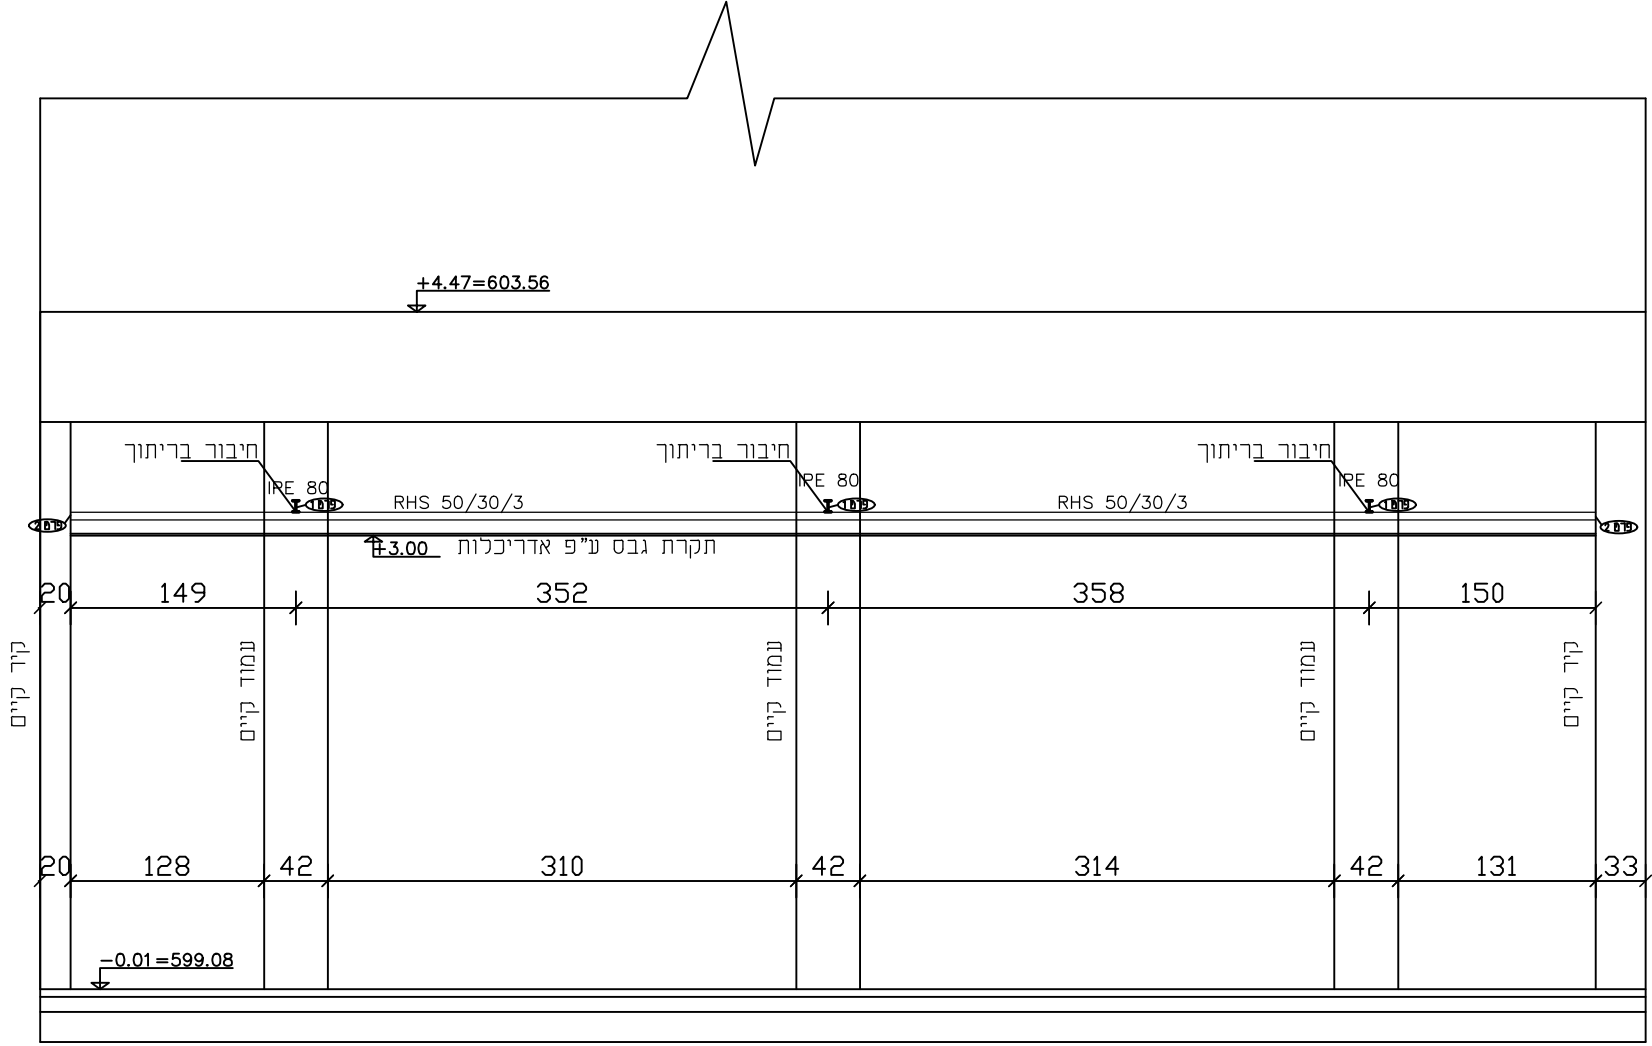 +4.47=603.56
חיבור בריתוך
חיבור בריתוך
חיבור בריתוך
IPE 80
IPE 80
IPE 80
RHS 50/30/3
RHS 50/30/3
+3.00
תקרת גבס ע"פ אדריכלות
20
149
352
358
150
קיר קיים
עמוד קיים
עמוד קיים
עמוד קיים
קיר קיים
20
128
42
310
42
314
42
131
33
-0.01=599.08